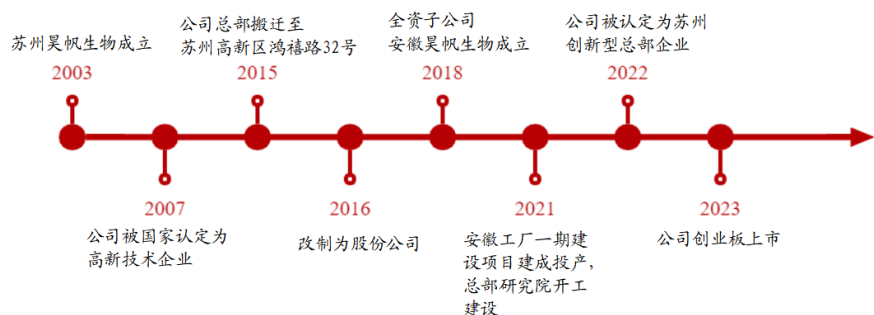 苏州昊帆生物成立
2003
公司被国家认定为
高新技术企业
2007
公司总部搬迁至
苏州高新区鸿禧路32号
2015
2016
改制为股份公司
全资子公司
安徽昊帆生物成立
2018
2021
安徽工厂一期建
设项目建成投产，
总部研究院开工
建设
公司被认定为苏州
创新型总部企业
2022
2023
公司创业板上市